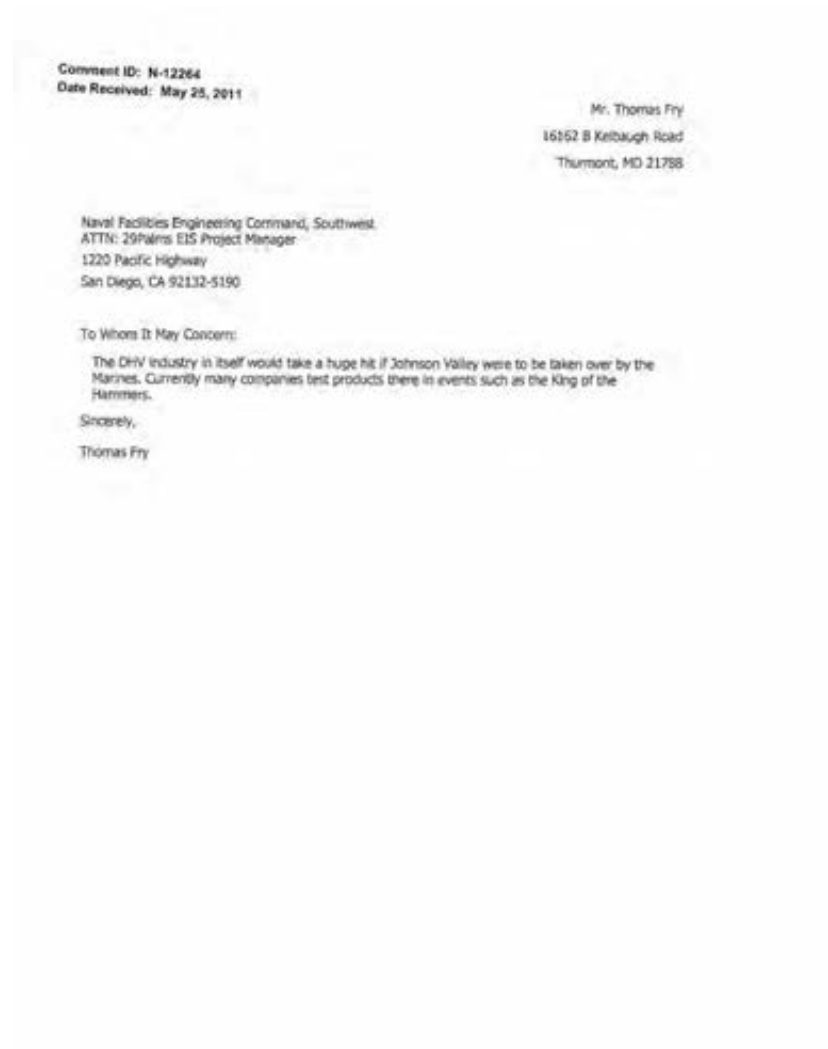 Comment ID: N-12264
Date Received: May 25, 2011
Mr. Thomas Fry
16162 B Kelbaugh Road
Thurmont, MD 21788
Naval Facilities Engineering Command, Southwest
ATTN: 29Palms EIS Project Manager
1220 Pacific Highway
San Diego, CA 92132-5190
To Whom It May Concern:
The OHV industry in itself would take a huge hit if Johnson Valley were to be taken over by the
Marines. Currently many companies test products there in events such as the King of the
Hammers.
Sincerely,
Thomas Fry